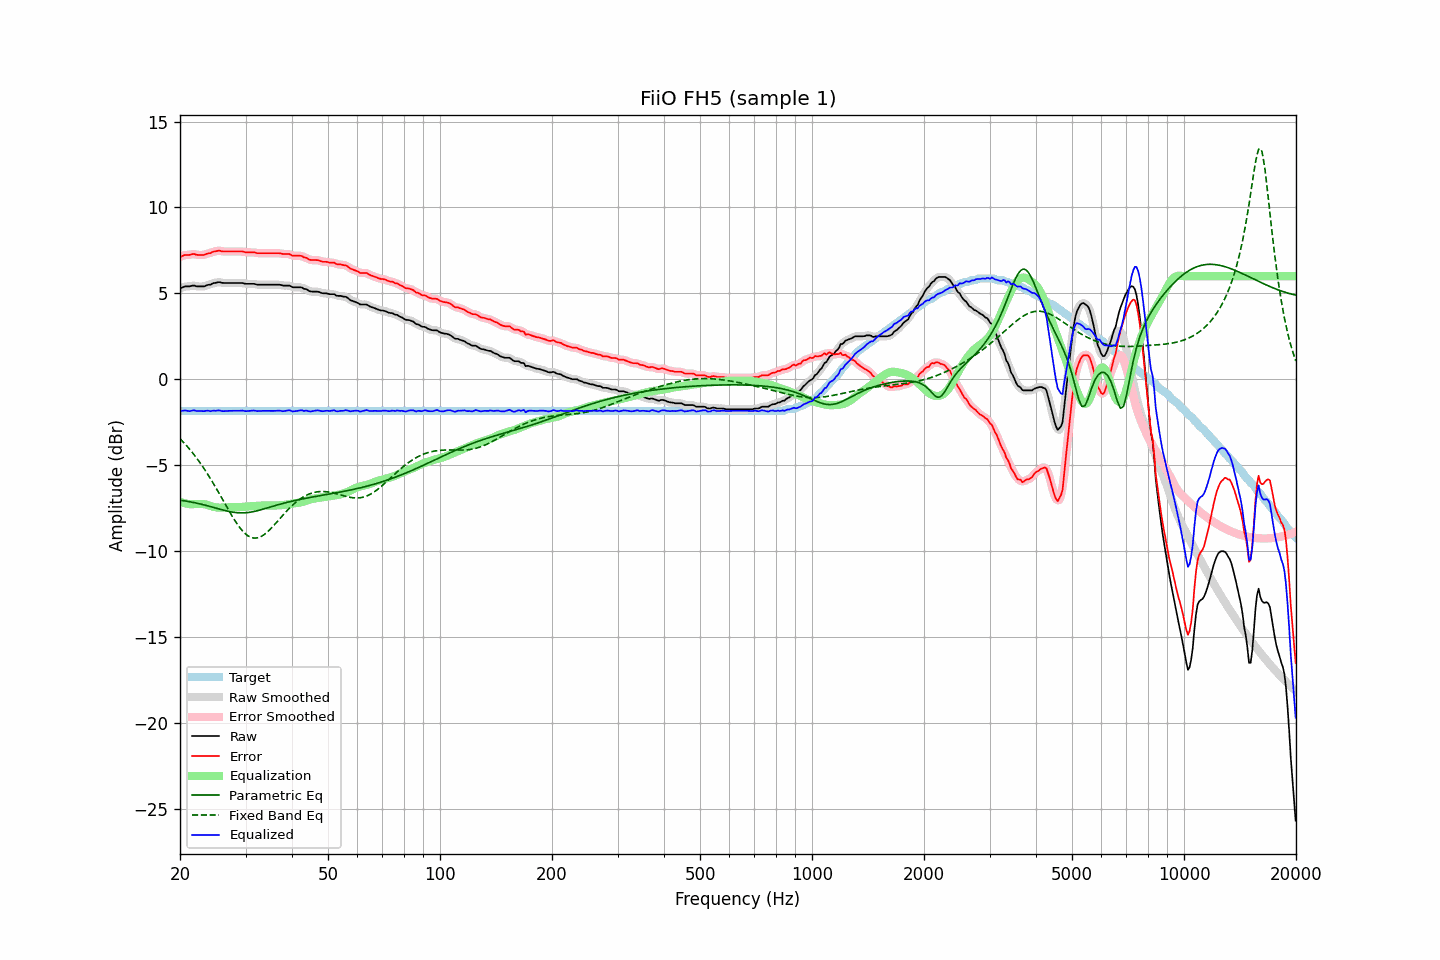 FiiO FH5 (sample 1)
15
10
5
0
−5
−10
−15
−20
−25
Amplitude (dBr)
Target
Raw Smoothed
Error Smoothed
Raw
Error
Equalization
Parametric Eq
Fixed Band Eq
Equalized
20 50 100 200 500 1000 2000 5000 10000 20000
Frequency (Hz)